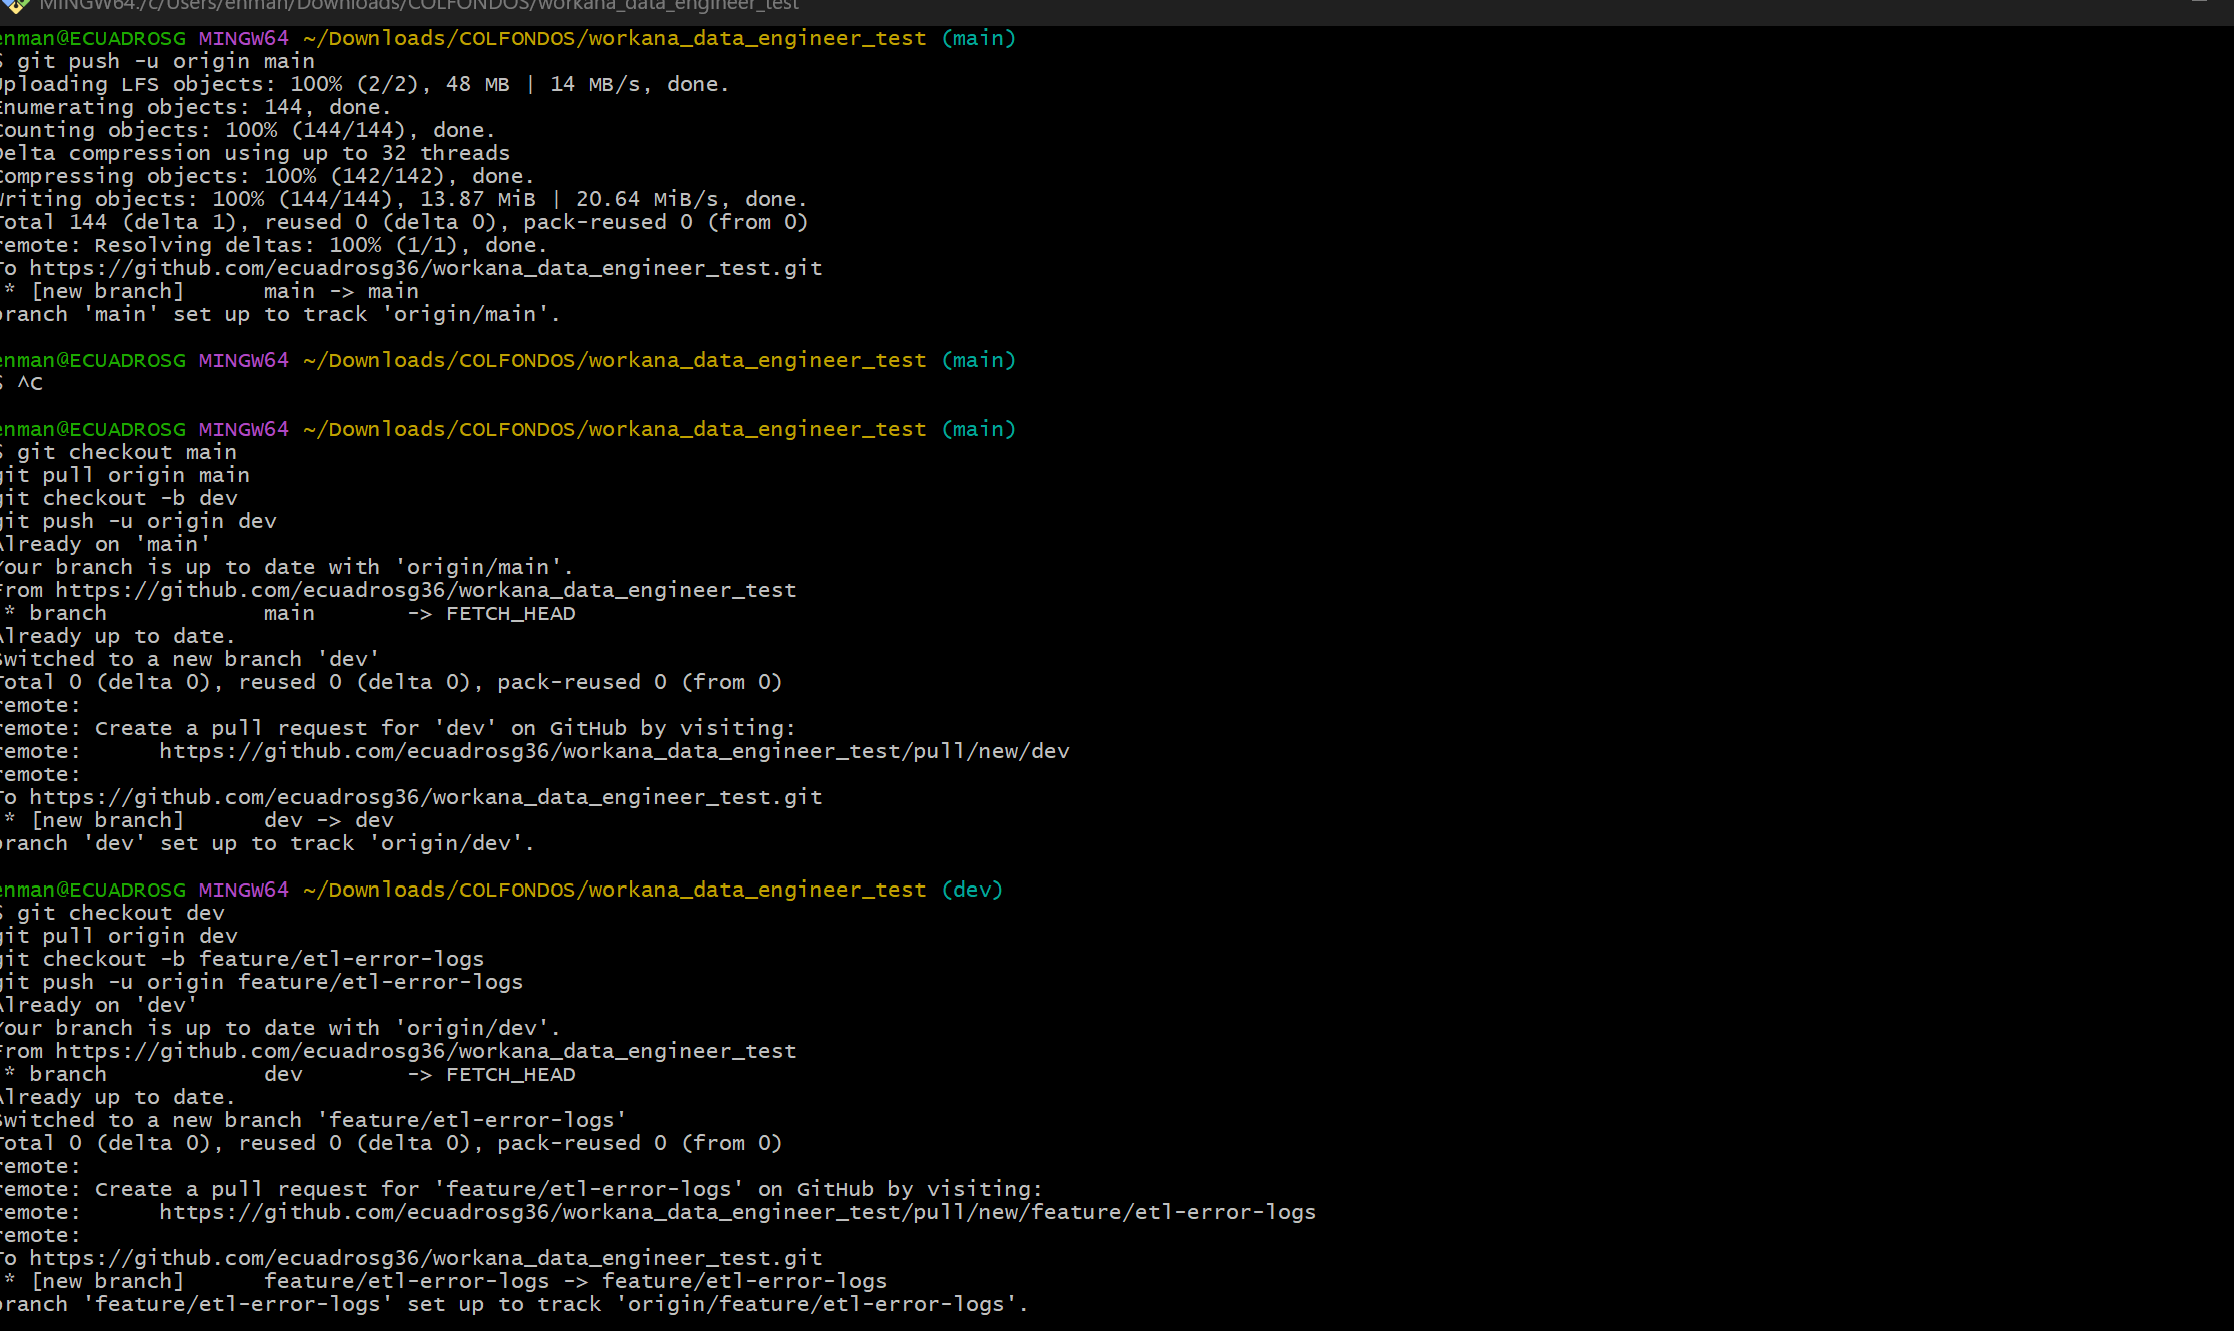 MINGW64:/c/Users/enman/Downloads/COLFONDOS/workana_data_engineer_test
enman@ECUADROSG MINGW64 ~/Downloads/COLFONDOS/workana_data_engineer_test (main)
$ git push -u origin main
Uploading LFS objects: 100% (2/2), 48 MB | 14 MB/s, done.
Enumerating objects: 144, done.
Counting objects: 100% (144/144), done.
Delta compression using up to 32 threads
Compressing objects: 100% (142/142), done.
Writing objects: 100% (144/144), 13.87 MiB | 20.64 MiB/s, done.
Total 144 (delta 1), reused 0 (delta 0), pack-reused 0 (from 0)
remote: Resolving deltas: 100% (1/1), done.
To https://github.com/ecuadrosg36/workana_data_engineer_test.git
* [new branch]      main -> main
branch 'main' set up to track 'origin/main'.
enman@ECUADROSG MINGW64 ~/Downloads/COLFONDOS/workana_data_engineer_test (main)
$ ^C
enman@ECUADROSG MINGW64 ~/Downloads/COLFONDOS/workana_data_engineer_test (main)
$ git checkout main
git pull origin main
git checkout -b dev
git push -u origin dev
Already on 'main'
Your branch is up to date with 'origin/main'.
From https://github.com/ecuadrosg36/workana_data_engineer_test
* branch            main       -> FETCH_HEAD
Already up to date.
Switched to a new branch 'dev'
Total 0 (delta 0), reused 0 (delta 0), pack-reused 0 (from 0)
remote:
remote: Create a pull request for 'dev' on GitHub by visiting:
remote:      https://github.com/ecuadrosg36/workana_data_engineer_test/pull/new/dev
remote:
To https://github.com/ecuadrosg36/workana_data_engineer_test.git
* [new branch]      dev -> dev
branch 'dev' set up to track 'origin/dev'.
enman@ECUADROSG MINGW64 ~/Downloads/COLFONDOS/workana_data_engineer_test (dev)
$ git checkout dev
git pull origin dev
git checkout -b feature/etl-error-logs
git push -u origin feature/etl-error-logs
Already on 'dev'
Your branch is up to date with 'origin/dev'.
From https://github.com/ecuadrosg36/workana_data_engineer_test
* branch            dev        -> FETCH_HEAD
Already up to date.
Switched to a new branch 'feature/etl-error-logs'
Total 0 (delta 0), reused 0 (delta 0), pack-reused 0 (from 0)
remote:
remote: Create a pull request for 'feature/etl-error-logs' on GitHub by visiting:
remote:      https://github.com/ecuadrosg36/workana_data_engineer_test/pull/new/feature/etl-error-logs
remote:
To https://github.com/ecuadrosg36/workana_data_engineer_test.git
* [new branch]      feature/etl-error-logs -> feature/etl-error-logs
branch 'feature/etl-error-logs' set up to track 'origin/feature/etl-error-logs'.